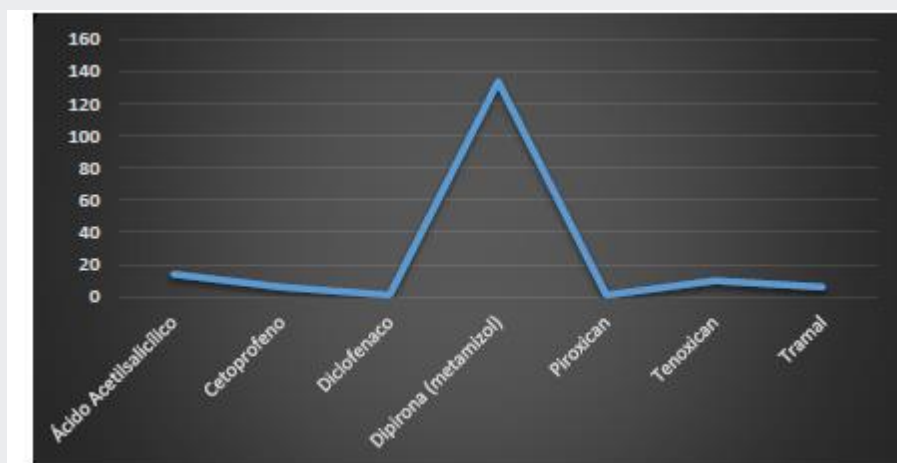 160
140
120
100
80
60
40
20
0
Ácido Acetilsalicílico
Cetoprofeno
Diclofenaco
Dipirona (metamizol)
Piroxican
Tenoxican
Tramal